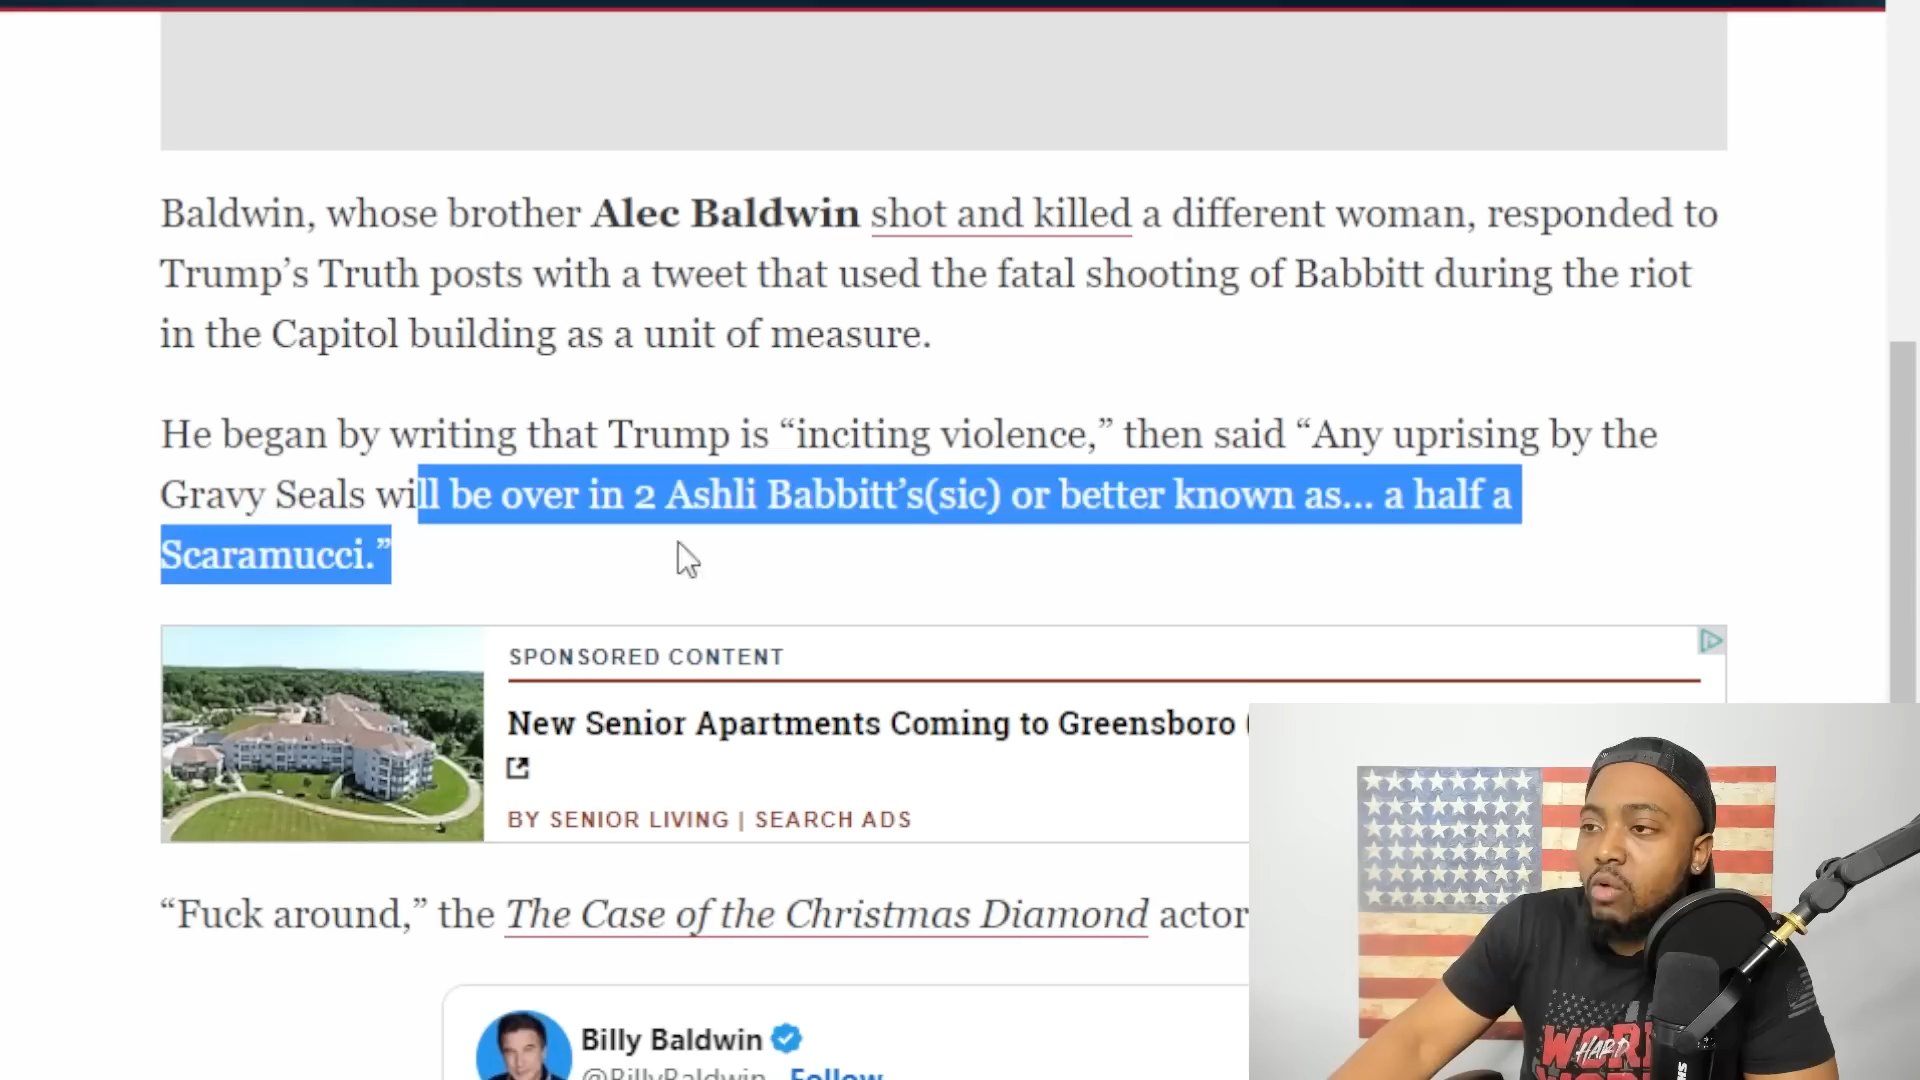 Baldwin, whose brother Alec Baldwin shot and killed a different woman, responded to
Trump’s Truth posts with a tweet that used the fatal shooting of Babbitt during the riot
in the Capitol building as a unit of measure.
He began by writing that Trump is “inciting violence,” then said “Any uprising by the
Gravy Seals will be over in 2 Ashli Babbitt’s(sic) or better known as... a half a
Scaramucci.”
SPONSORED CONTENT
New Senior Apartments Coming to Greensboro (
BY SENIOR LIVING | SEARCH ADS
“Fuck around,” the The Case of the Christmas Diamond actor
Billy Baldwin
@BillyBaldwin · Follow
HARD